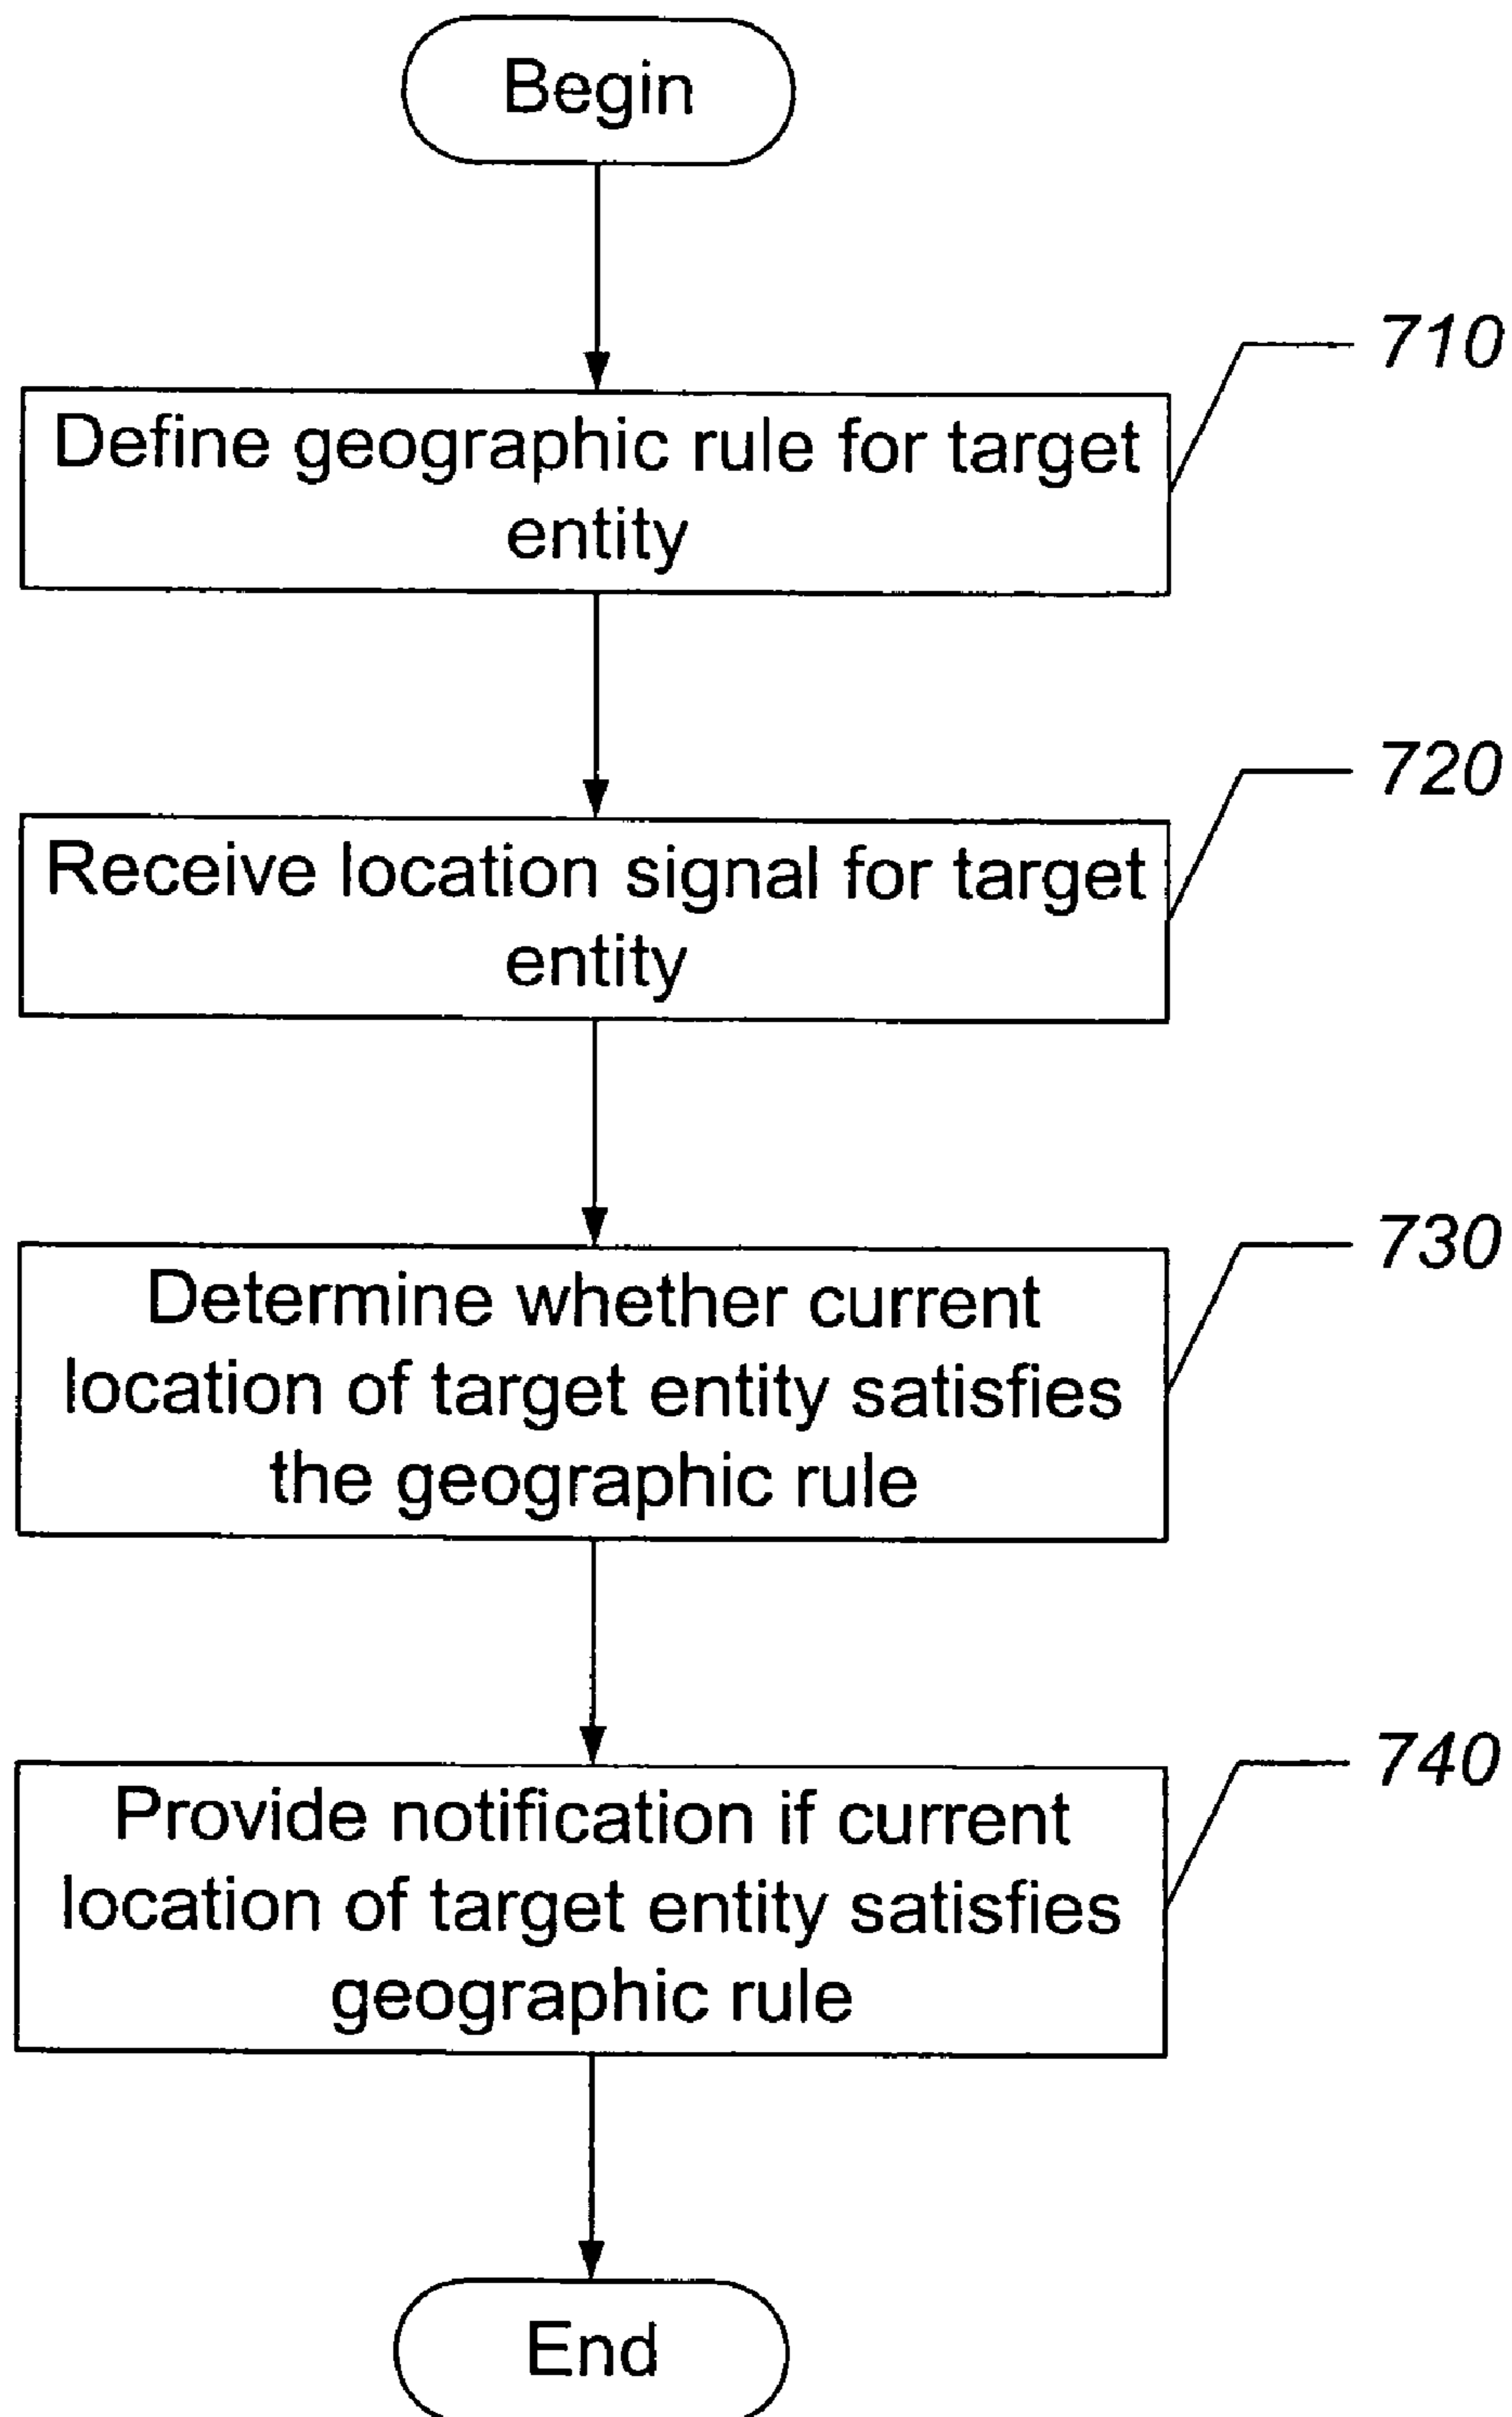 Begin
710
Define geographic rule for target
entity
720
Receive location signal for target
entity
730
Determine whether current
location of target entity satisfies
the geographic rule
740
Provide notification if current
location of target entity satisfies
geographic rule
End